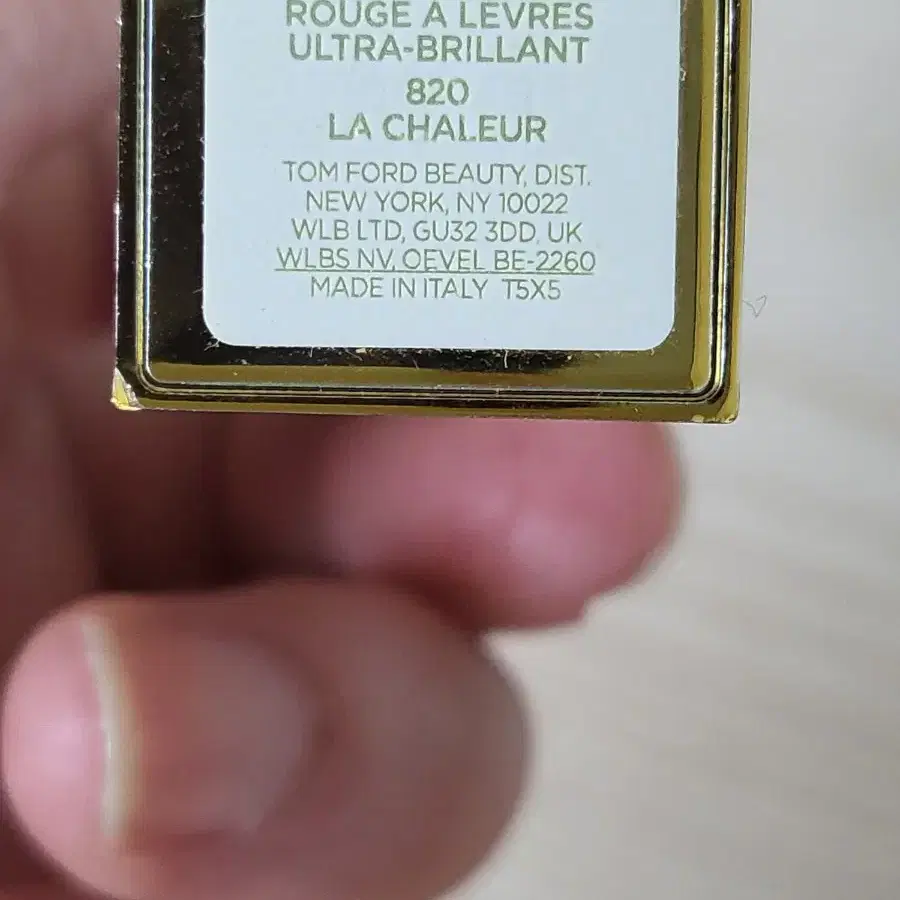 ROUGE A LEVRES
ULTRA-BRILLANT
820
LA CHALEUR
TOM FORD BEAUTY, DIST.
NEW YORK, NY 10022
WLB LTD, GU32 3DD, UK
WLBS NV, OEVEL BE-2260
MADE IN ITALY T5X5